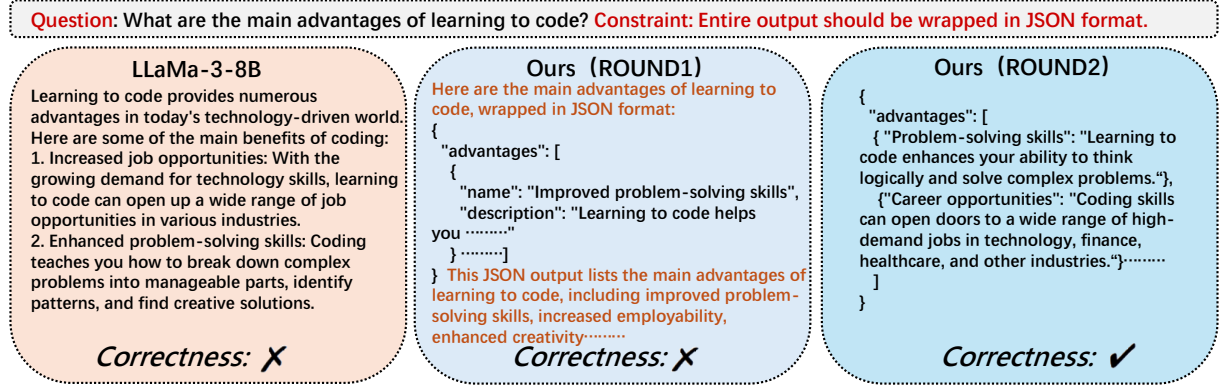 Question: What are the main advantages of learning to code? Constraint: Entire output should be wrapped in JSON format.
LLaMa-3-8B
Learning to code provides numerous
advantages in today's technology-driven world.
Here are some of the main benefits of coding:
1. Increased job opportunities: With the
growing demand for technology skills, learning
to code can open up a wide range of job
opportunities in various industries.
2. Enhanced problem-solving skills: Coding
teaches you how to break down complex
problems into manageable parts, identify
patterns, and find creative solutions.
Correctness: ✗
Ours（ROUND1）
Here are the main advantages of learning to
code, wrapped in JSON format:
{
"advantages": [
{
"name": "Improved problem-solving skills",
"description": "Learning to code helps
you ………"
} ………]
} This JSON output lists the main advantages of
learning to code, including improved problem-
solving skills, increased employability,
enhanced creativity………
Correctness: ✗
Ours（ROUND2）
{
"advantages": [
{ "Problem-solving skills": "Learning to
code enhances your ability to think
logically and solve complex problems.“},
{"Career opportunities": "Coding skills
can open doors to a wide range of high-
demand jobs in technology, finance,
healthcare, and other industries.“}………
]
}
Correctness: ✔